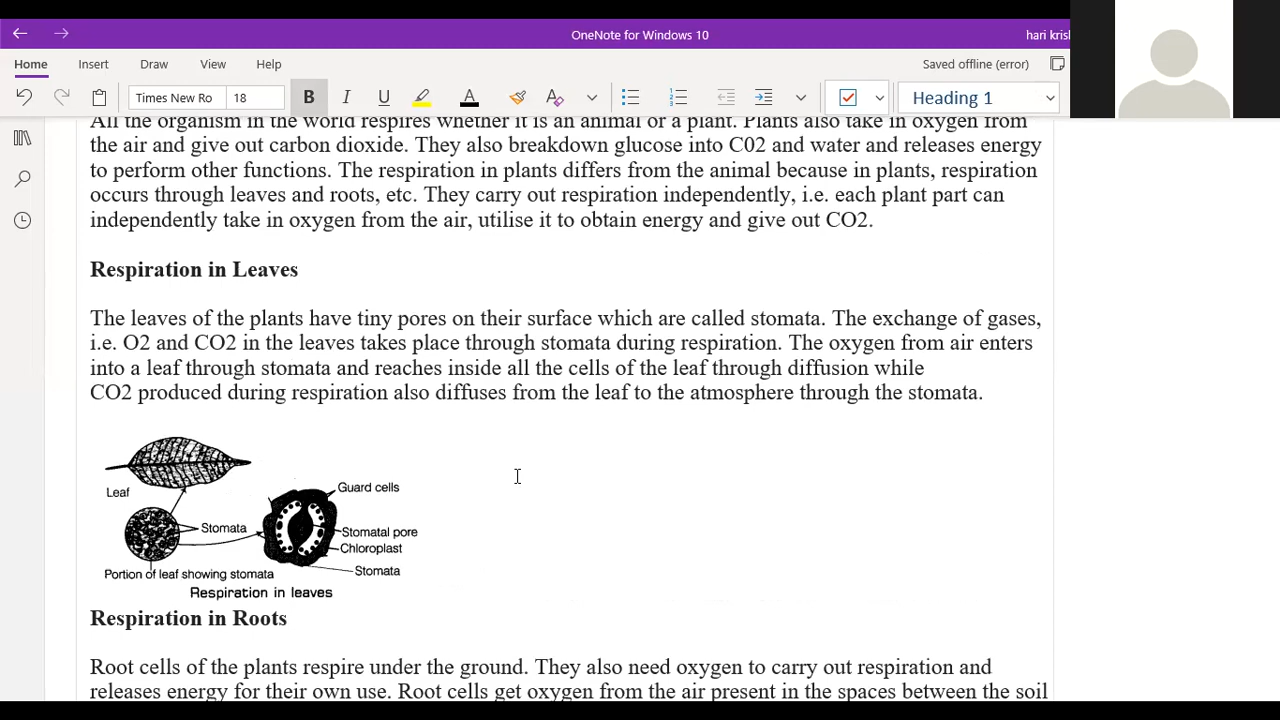 OneNote for Windows 10
hari krish
Home Insert Draw View Help
Saved offline (error)
Times New Ro 18 B I U A A Heading 1
All the organism in the world respires whether it is an animal or a plant. Plants also take in oxygen from
the air and give out carbon dioxide. They also breakdown glucose into C02 and water and releases energy
to perform other functions. The respiration in plants differs from the animal because in plants, respiration
occurs through leaves and roots, etc. They carry out respiration independently, i.e. each plant part can
independently take in oxygen from the air, utilise it to obtain energy and give out CO2.
Respiration in Leaves
The leaves of the plants have tiny pores on their surface which are called stomata. The exchange of gases,
i.e. O2 and CO2 in the leaves takes place through stomata during respiration. The oxygen from air enters
into a leaf through stomata and reaches inside all the cells of the leaf through diffusion while
CO2 produced during respiration also diffuses from the leaf to the atmosphere through the stomata.
Leaf
Guard cells
Stomata
Stomatal pore
Chloroplast
Stomata
Portion of leaf showing stomata
Respiration in leaves
Respiration in Roots
Root cells of the plants respire under the ground. They also need oxygen to carry out respiration and
releases energy for their own use. Root cells get oxygen from the air present in the spaces between the soil